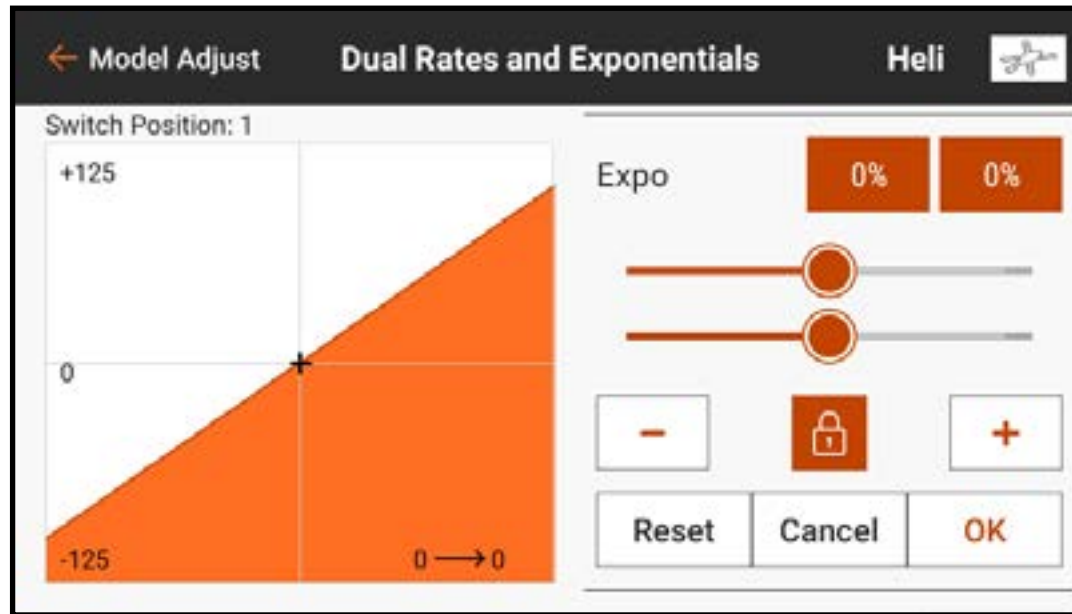 ← Model Adjust Dual Rates and Exponentials Heli
Switch Position: 1
+125
0
-125
0 → 0
Expo 0% 0%
− +
Reset Cancel OK